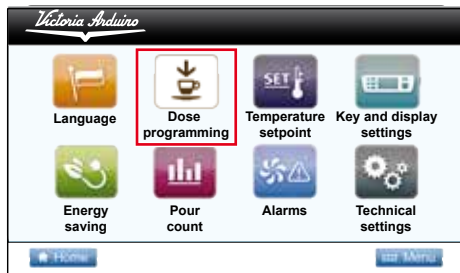 Victoria Arduino
Language
Dose programming
SET
Temperature setpoint
Key and display settings
Energy saving
Pour count
Alarms
Technical settings
Home
Menu